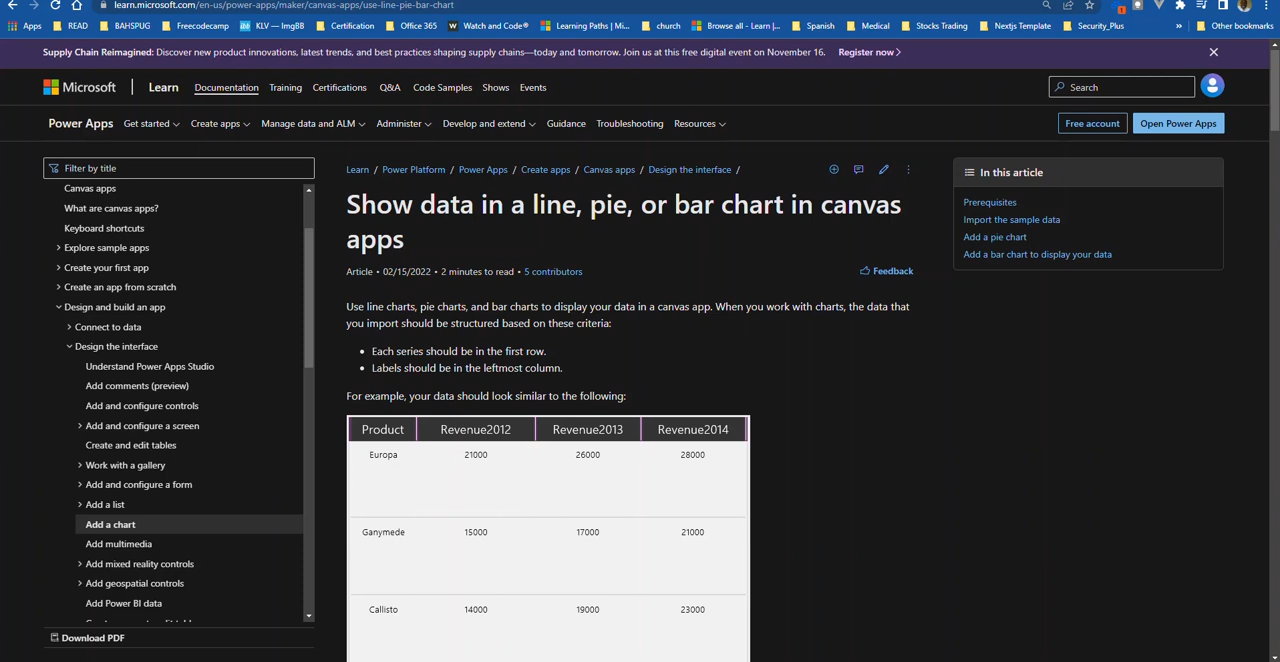 learn.microsoft.com/en-us/power-apps/maker/canvas-apps/use-line-pie-bar-chart
Apps READ BAHSPUG Freecodecamp KLV — ImgBB Certification Office 365 Watch and Code® Learning Paths | Mi... church Browse all - Learn |... Spanish Medical Stocks Trading Nextjs Template Security_Plus » Other bookmarks
Supply Chain Reimagined: Discover new product innovations, latest trends, and best practices shaping supply chains—today and tomorrow. Join us at this free digital event on November 16. Register now
Microsoft Learn Documentation Training Certifications Q&A Code Samples Shows Events Search
Power Apps Get started Create apps Manage data and ALM Administer Develop and extend Guidance Troubleshooting Resources Free account Open Power Apps
Filter by title
Canvas apps
What are canvas apps?
Keyboard shortcuts
Explore sample apps
Create your first app
Create an app from scratch
Design and build an app
Connect to data
Design the interface
Understand Power Apps Studio
Add comments (preview)
Add and configure controls
Add and configure a screen
Create and edit tables
Work with a gallery
Add and configure a form
Add a list
Add a chart
Add multimedia
Add mixed reality controls
Add geospatial controls
Add Power BI data
Download PDF
Learn / Power Platform / Power Apps / Create apps / Canvas apps / Design the interface /
Show data in a line, pie, or bar chart in canvas
apps
Article • 02/15/2022 • 2 minutes to read • 5 contributors
Feedback
Use line charts, pie charts, and bar charts to display your data in a canvas app. When you work with charts, the data that
you import should be structured based on these criteria:
• Each series should be in the first row.
• Labels should be in the leftmost column.
For example, your data should look similar to the following:
Product Revenue2012 Revenue2013 Revenue2014
Europa 21000 26000 28000
Ganymede 15000 17000 21000
Callisto 14000 19000 23000
In this article
Prerequisites
Import the sample data
Add a pie chart
Add a bar chart to display your data